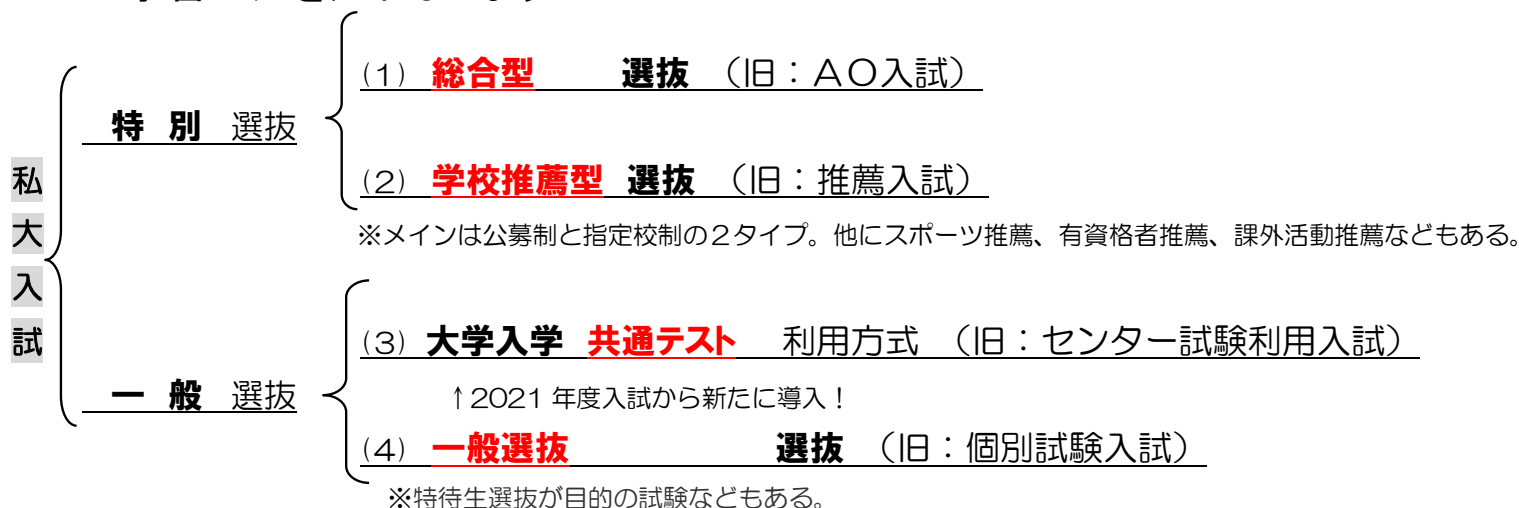 (1) 総合型 選抜 (旧:AO入試)
特 別 選抜
(2) 学校推薦型 選抜 (旧:推薦入試)
※メインは公募制と指定校制の2タイプ。他にスポーツ推薦、有資格者推薦、課外活動推薦などもある。
私大入試
(3) 大学入学 共通テスト 利用方式 (旧:センター試験利用入試)
↑2021 年度入試から新たに導入!
一 般 選抜
(4) 一般選抜 選抜 (旧:個別試験入試)
※特待生選抜が目的の試験などもある。